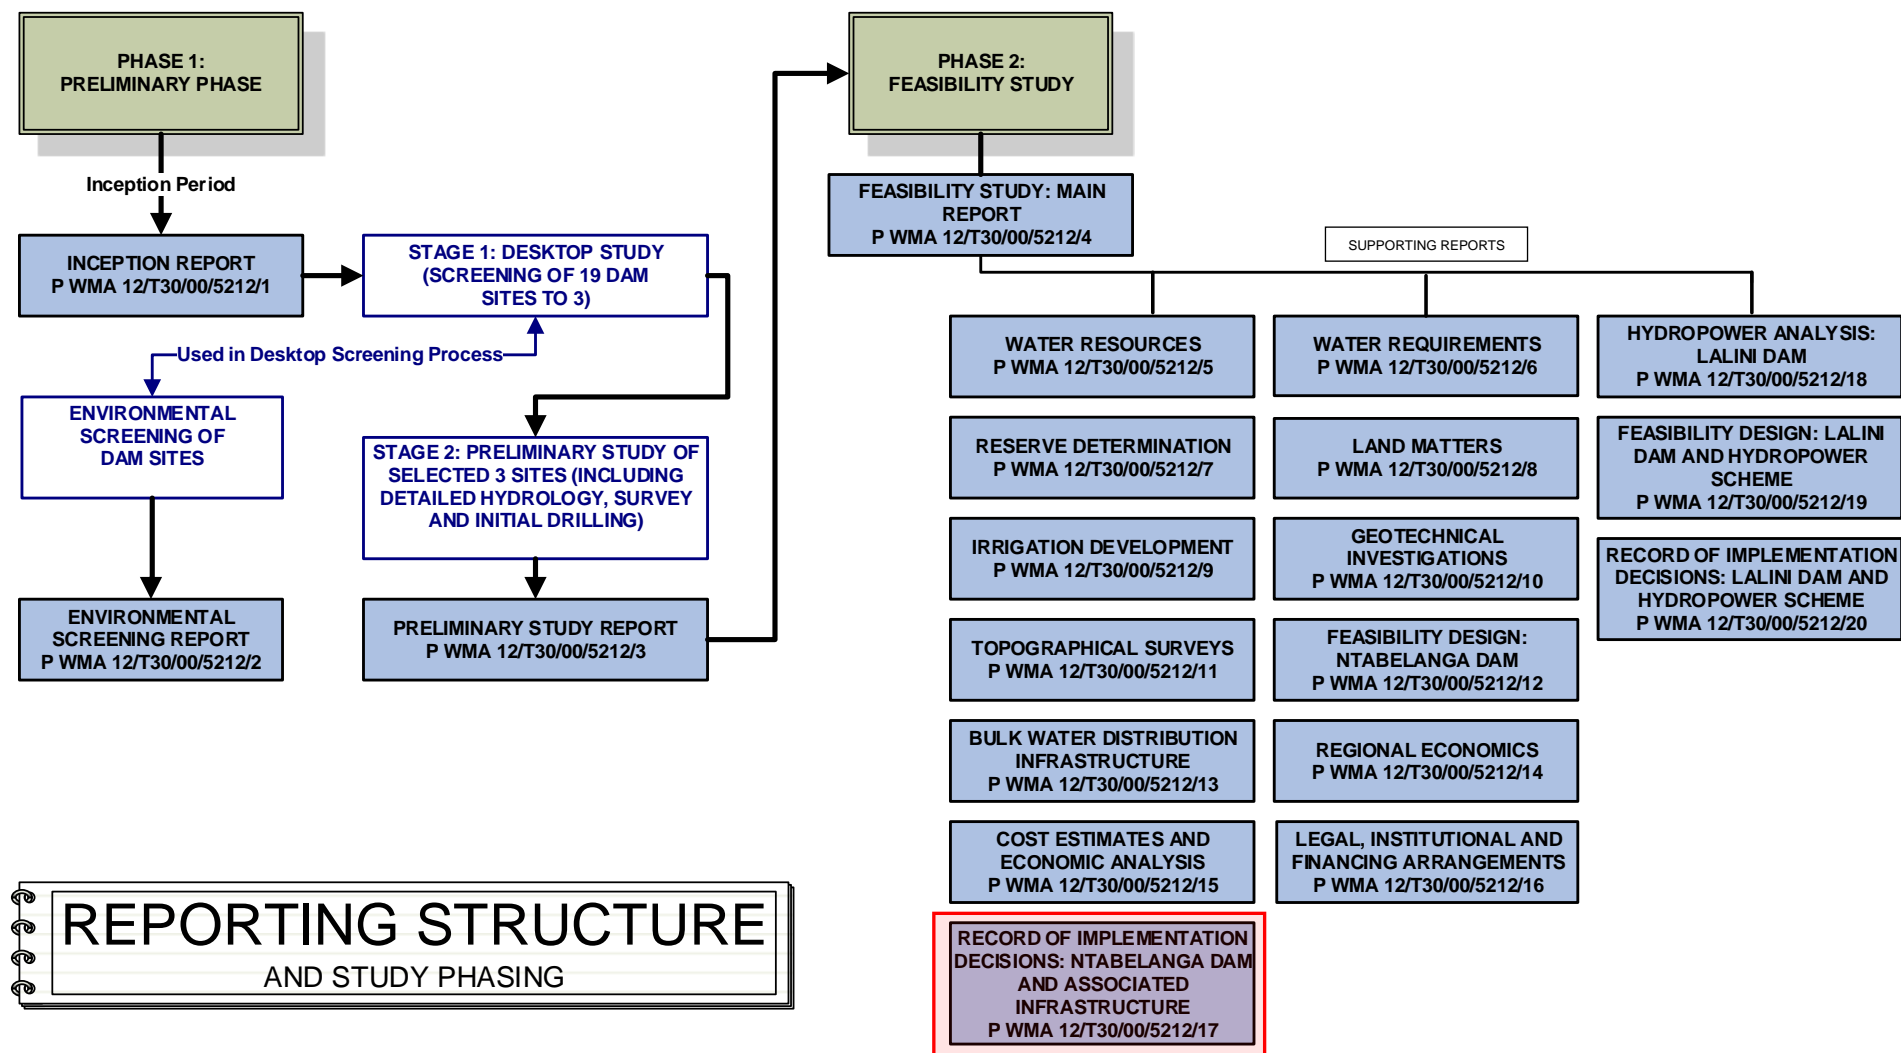 PHASE 1:
PRELIMINARY PHASE
Inception Period
INCEPTION REPORT
P WMA 12/T30/00/5212/1
STAGE 1: DESKTOP STUDY
(SCREENING OF 19 DAM
SITES TO 3)
Used in Desktop Screening Process
ENVIRONMENTAL
SCREENING OF
DAM SITES
ENVIRONMENTAL
SCREENING REPORT
P WMA 12/T30/00/5212/2
STAGE 2: PRELIMINARY STUDY OF
SELECTED 3 SITES (INCLUDING
DETAILED HYDROLOGY, SURVEY
AND INITIAL DRILLING)
PRELIMINARY STUDY REPORT
P WMA 12/T30/00/5212/3
PHASE 2:
FEASIBILITY STUDY
FEASIBILITY STUDY: MAIN
REPORT
P WMA 12/T30/00/5212/4
SUPPORTING REPORTS
WATER RESOURCES
P WMA 12/T30/00/5212/5
WATER REQUIREMENTS
P WMA 12/T30/00/5212/6
HYDROPOWER ANALYSIS:
LALINI DAM
P WMA 12/T30/00/5212/18
RESERVE DETERMINATION
P WMA 12/T30/00/5212/7
LAND MATTERS
P WMA 12/T30/00/5212/8
FEASIBILITY DESIGN: LALINI
DAM AND HYDROPOWER
SCHEME
P WMA 12/T30/00/5212/19
IRRIGATION DEVELOPMENT
P WMA 12/T30/00/5212/9
GEOTECHNICAL
INVESTIGATIONS
P WMA 12/T30/00/5212/10
RECORD OF IMPLEMENTATION
DECISIONS: LALINI DAM AND
HYDROPOWER SCHEME
P WMA 12/T30/00/5212/20
TOPOGRAPHICAL SURVEYS
P WMA 12/T30/00/5212/11
FEASIBILITY DESIGN:
NTABELANGA DAM
P WMA 12/T30/00/5212/12
BULK WATER DISTRIBUTION
INFRASTRUCTURE
P WMA 12/T30/00/5212/13
REGIONAL ECONOMICS
P WMA 12/T30/00/5212/14
COST ESTIMATES AND
ECONOMIC ANALYSIS
P WMA 12/T30/00/5212/15
LEGAL, INSTITUTIONAL AND
FINANCING ARRANGEMENTS
P WMA 12/T30/00/5212/16
RECORD OF IMPLEMENTATION
DECISIONS: NTABELANGA DAM
AND ASSOCIATED
INFRASTRUCTURE
P WMA 12/T30/00/5212/17
REPORTING STRUCTURE
AND STUDY PHASING